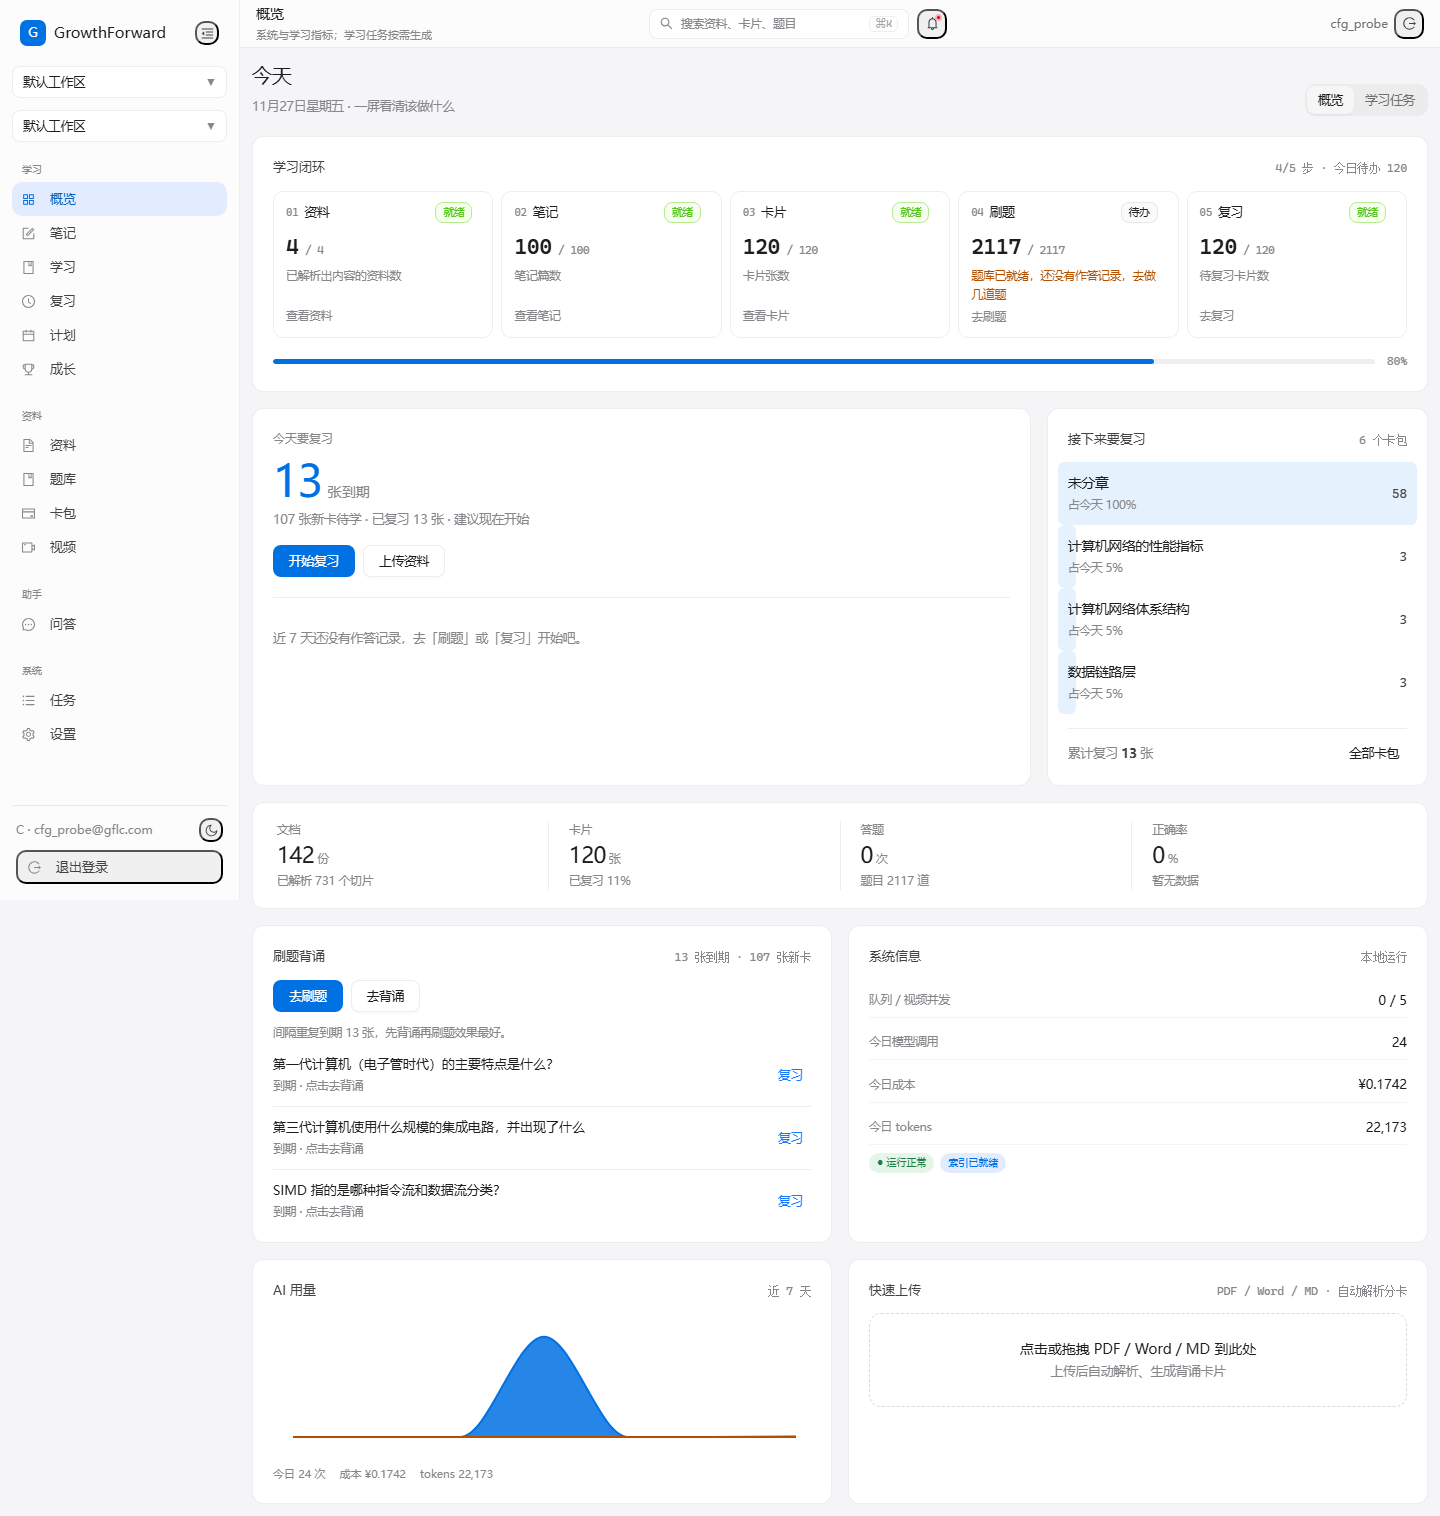 G GrowthForward
默认工作区 ▼
默认工作区 ▼
学习
概览
笔记
学习
复习
计划
成长
资料
资料
题库
卡包
视频
助手
问答
系统
任务
设置
C · cfg_probe@gflc.com
退出登录
概览
系统与学习指标；学习任务按需生成
搜索资料、卡片、题目 ⌘K
cfg_probe
今天
11月27日星期五 · 一屏看清该做什么
概览 学习任务
学习闭环
4/5 步 · 今日待办 120
01 资料 就绪
4 / 4
已解析出内容的资料数
查看资料
02 笔记 就绪
100 / 100
笔记篇数
查看笔记
03 卡片 就绪
120 / 120
卡片张数
查看卡片
04 刷题 待办
2117 / 2117
题库已就绪，还没有作答记录，去做
几道题
去刷题
05 复习 就绪
120 / 120
待复习卡片数
去复习
80%
今天要复习
13 张到期
107 张新卡待学 · 已复习 13 张 · 建议现在开始
开始复习 上传资料
近 7 天还没有作答记录，去「刷题」或「复习」开始吧。
接下来要复习 6 个卡包
未分章
占今天 100%
58
计算机网络的性能指标
占今天 5%
3
计算机网络体系结构
占今天 5%
3
数据链路层
占今天 5%
3
累计复习 13 张 全部卡包
文档
142 份
已解析 731 个切片
卡片
120 张
已复习 11%
答题
0 次
题目 2117 道
正确率
0 %
暂无数据
刷题背诵 13 张到期 · 107 张新卡
去刷题 去背诵
间隔重复到期 13 张，先背诵再刷题效果最好。
第一代计算机（电子管时代）的主要特点是什么？
到期 · 点击去背诵
复习
第三代计算机使用什么规模的集成电路，并出现了什么
到期 · 点击去背诵
复习
SIMD 指的是哪种指令流和数据流分类？
到期 · 点击去背诵
复习
系统信息 本地运行
队列 / 视频并发 0 / 5
今日模型调用 24
今日成本 ¥0.1742
今日 tokens 22,173
运行正常 索引已就绪
AI 用量 近 7 天
今日 24 次 成本 ¥0.1742 tokens 22,173
快速上传 PDF / Word / MD · 自动解析分卡
点击或拖拽 PDF / Word / MD 到此处
上传后自动解析、生成背诵卡片